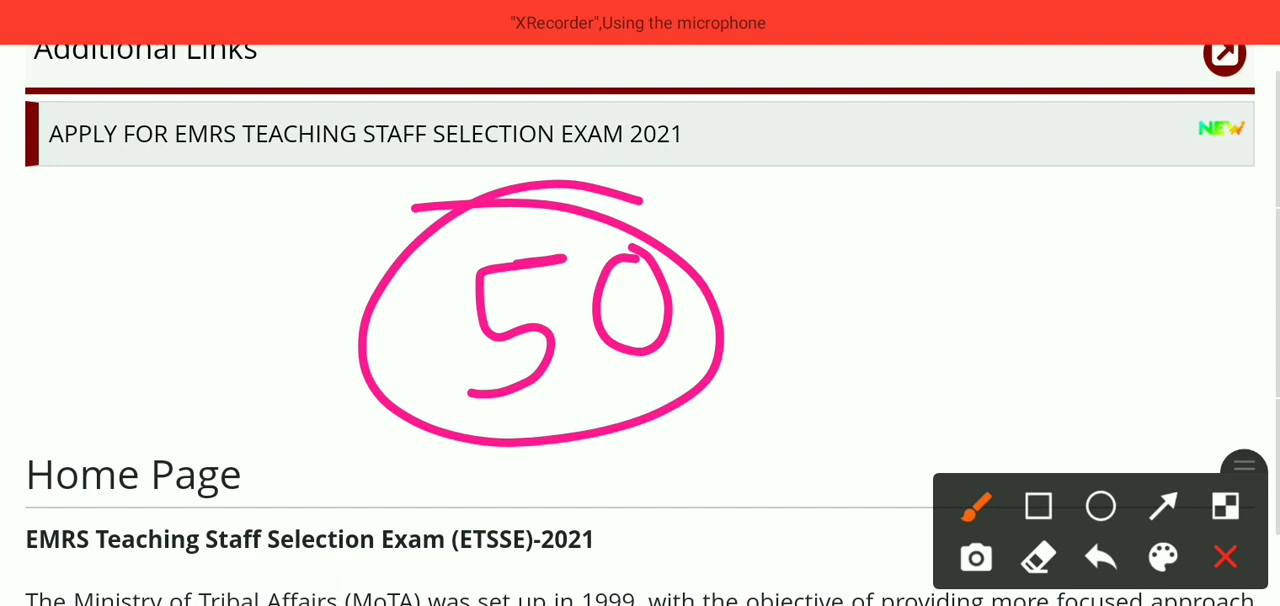 "XRecorder",Using the microphone
Additional Links
APPLY FOR EMRS TEACHING STAFF SELECTION EXAM 2021
NEW
50
Home Page
EMRS Teaching Staff Selection Exam (ETSSE)-2021
The Ministry of Tribal Affairs (MoTA) was set up in 1999, with the objective of providing more focused approach